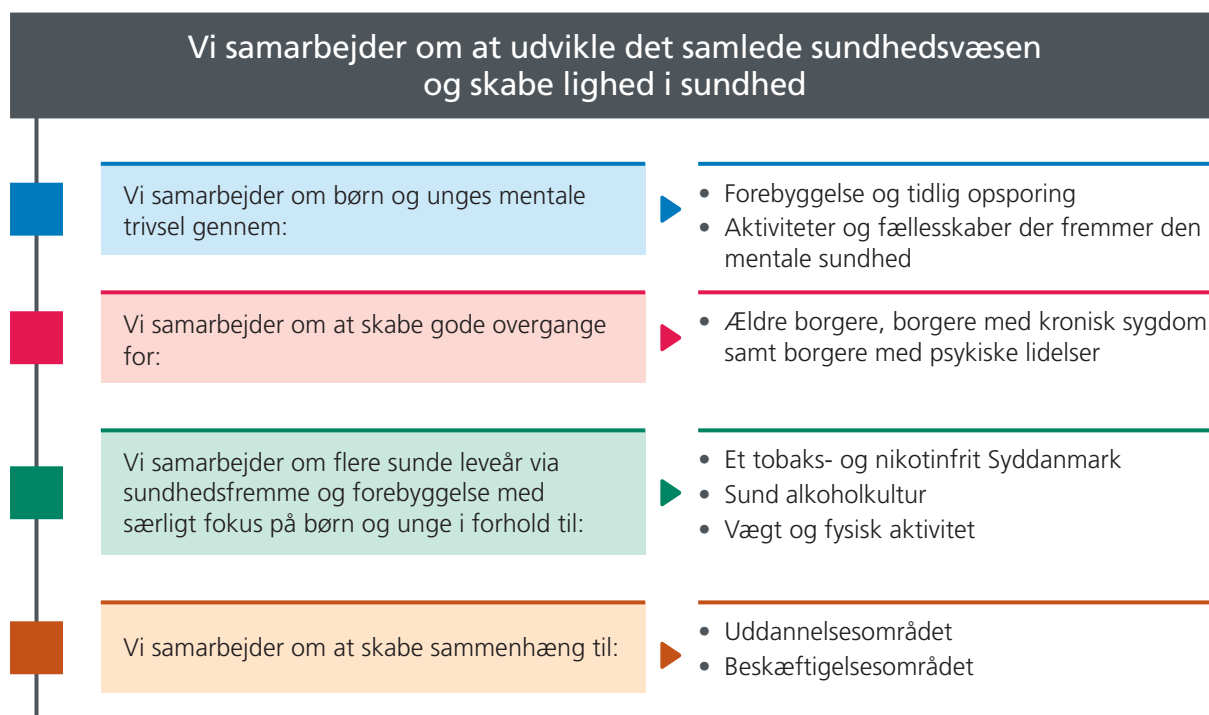 Vi samarbejder om at udvikle det samlede sundhedsvæsen
og skabe lighed i sundhed
Vi samarbejder om børn og unges mentale
trivsel gennem:
• Forebyggelse og tidlig opsporing
• Aktiviteter og fællesskaber der fremmer den
mentale sundhed
Vi samarbejder om at skabe gode overgange
for:
• Ældre borgere, borgere med kronisk sygdom
samt borgere med psykiske lidelser
Vi samarbejder om flere sunde leveår via
sundhedsfremme og forebyggelse med
særligt fokus på børn og unge i forhold til:
• Et tobaks- og nikotinfrit Syddanmark
• Sund alkoholkultur
• Vægt og fysisk aktivitet
Vi samarbejder om at skabe sammenhæng til:
• Uddannelsesområdet
• Beskæftigelsesområdet